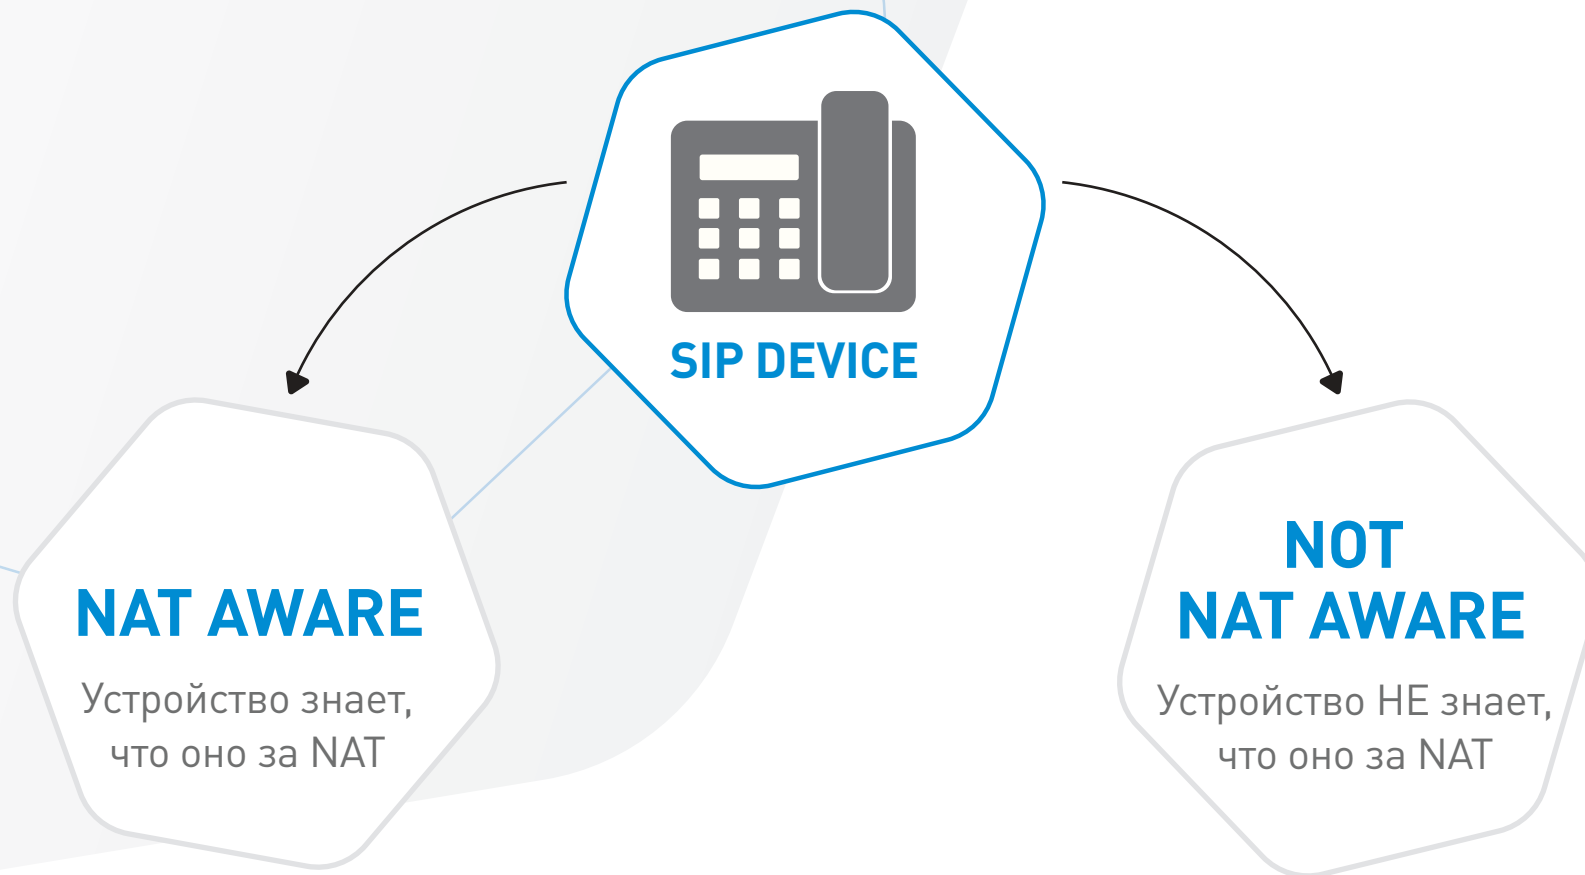 SIP DEVICE
NAT AWARE
Устройство знает,
что оно за NAT
NOT
NAT AWARE
Устройство НЕ знает,
что оно за NAT